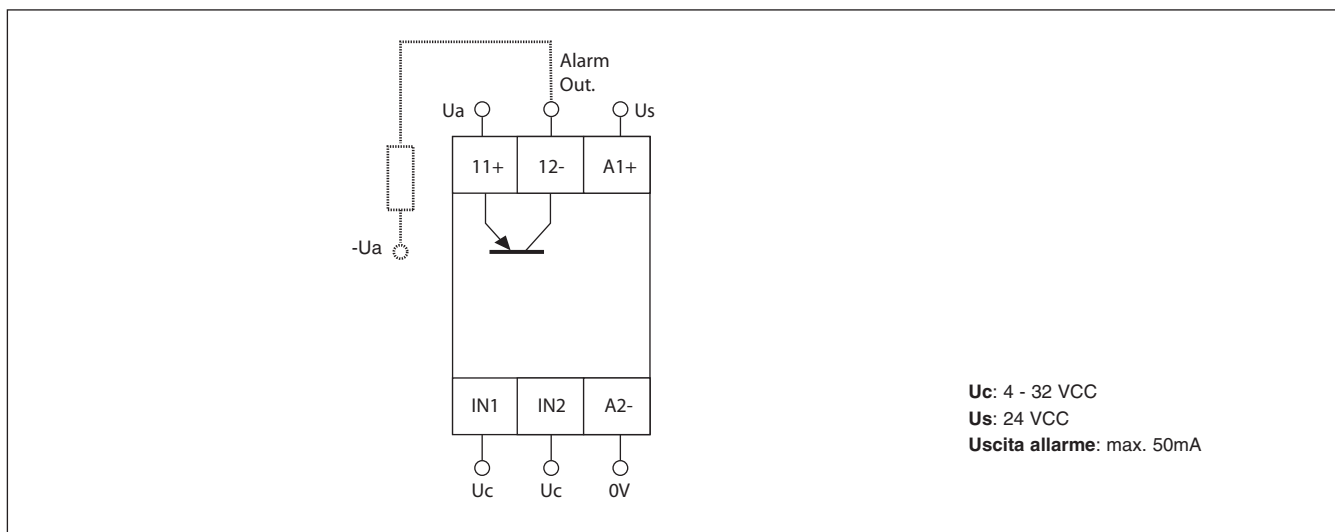 Alarm
Out.
Ua
Us
11+
12-
A1+
-Ua
IN1
IN2
A2-
Uc
Uc
0V
Uc: 4 - 32 VCC
Us: 24 VCC
Uscita allarme: max. 50mA